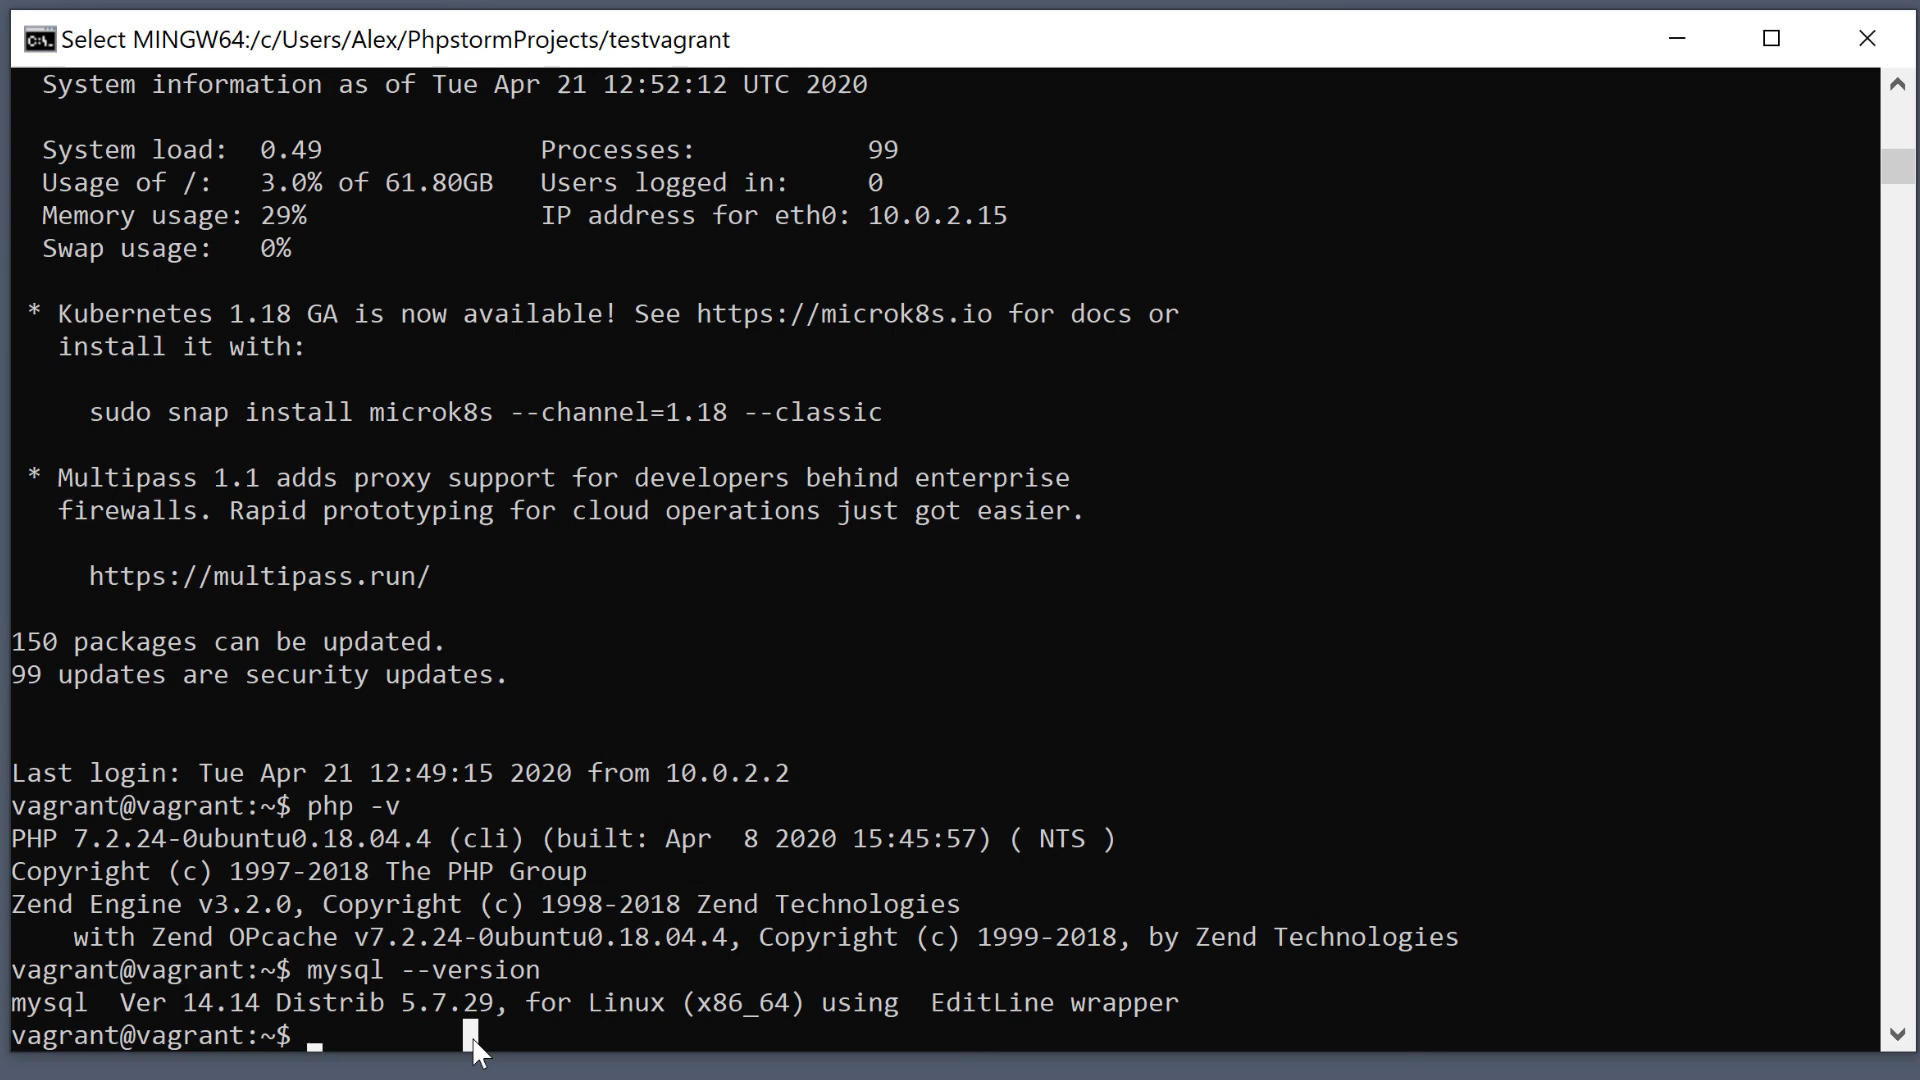 Select MINGW64:/c/Users/Alex/PhpstormProjects/testvagrant
System information as of Tue Apr 21 12:52:12 UTC 2020
System load:  0.49              Processes:           99
Usage of /:   3.0% of 61.80GB   Users logged in:     0
Memory usage: 29%               IP address for eth0: 10.0.2.15
Swap usage:   0%
* Kubernetes 1.18 GA is now available! See https://microk8s.io for docs or
install it with:
sudo snap install microk8s --channel=1.18 --classic
* Multipass 1.1 adds proxy support for developers behind enterprise
firewalls. Rapid prototyping for cloud operations just got easier.
https://multipass.run/
150 packages can be updated.
99 updates are security updates.
Last login: Tue Apr 21 12:49:15 2020 from 10.0.2.2
vagrant@vagrant:~$ php -v
PHP 7.2.24-0ubuntu0.18.04.4 (cli) (built: Apr  8 2020 15:45:57) ( NTS )
Copyright (c) 1997-2018 The PHP Group
Zend Engine v3.2.0, Copyright (c) 1998-2018 Zend Technologies
with Zend OPcache v7.2.24-0ubuntu0.18.04.4, Copyright (c) 1999-2018, by Zend Technologies
vagrant@vagrant:~$ mysql --version
mysql  Ver 14.14 Distrib 5.7.29, for Linux (x86_64) using  EditLine wrapper
vagrant@vagrant:~$